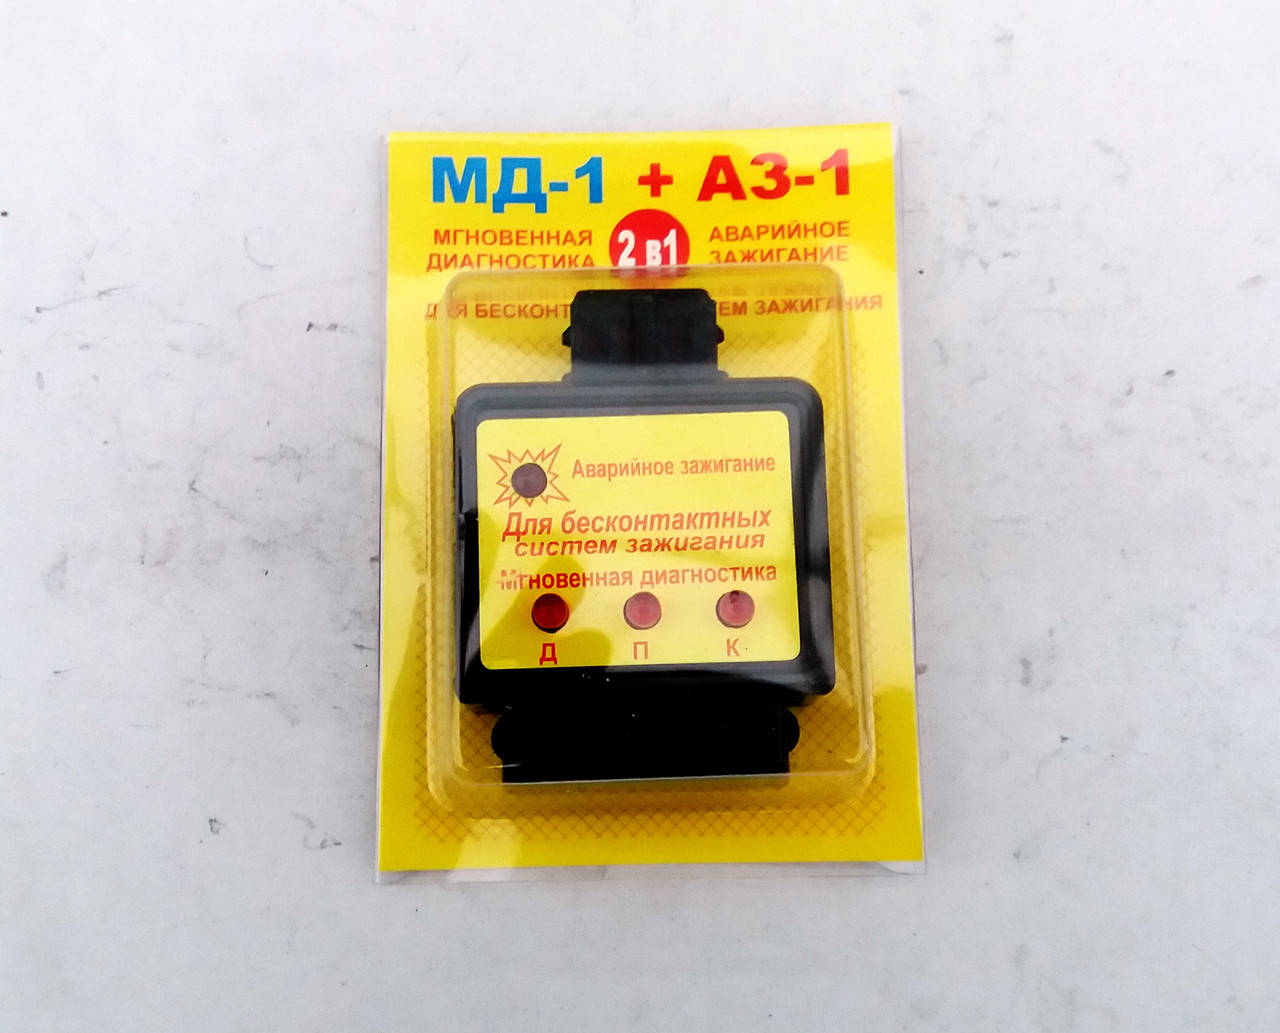 МД-1 + АЗ-1
МГНОВЕННАЯ
ДИАГНОСТИКА
2 в1
АВАРИЙНОЕ
ЗАЖИГАНИЕ
ДЛЯ ЗАЖИГАНИЯ
Аварийное зажигание
Для бесконтактных
систем зажигания
Мгновенная диагностика
Д П К